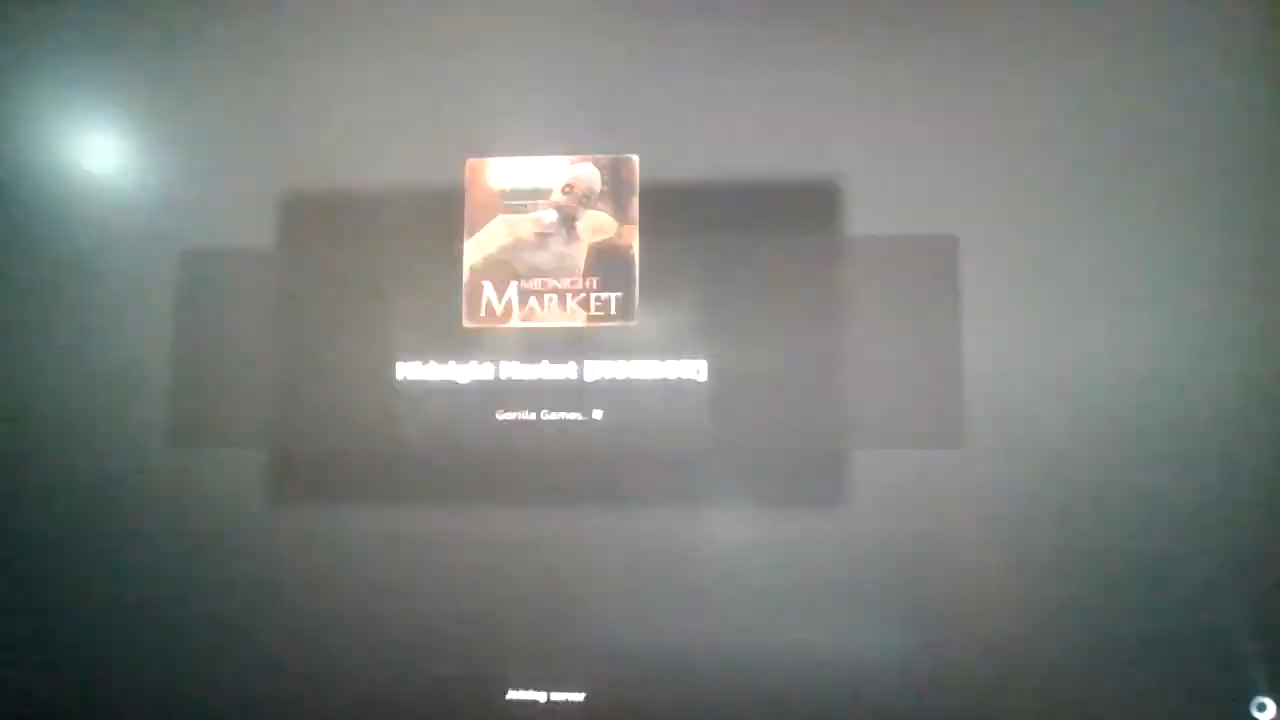 MIDNIGHT
MARKET
Midnight Market
Gorilla Games.
Joining server